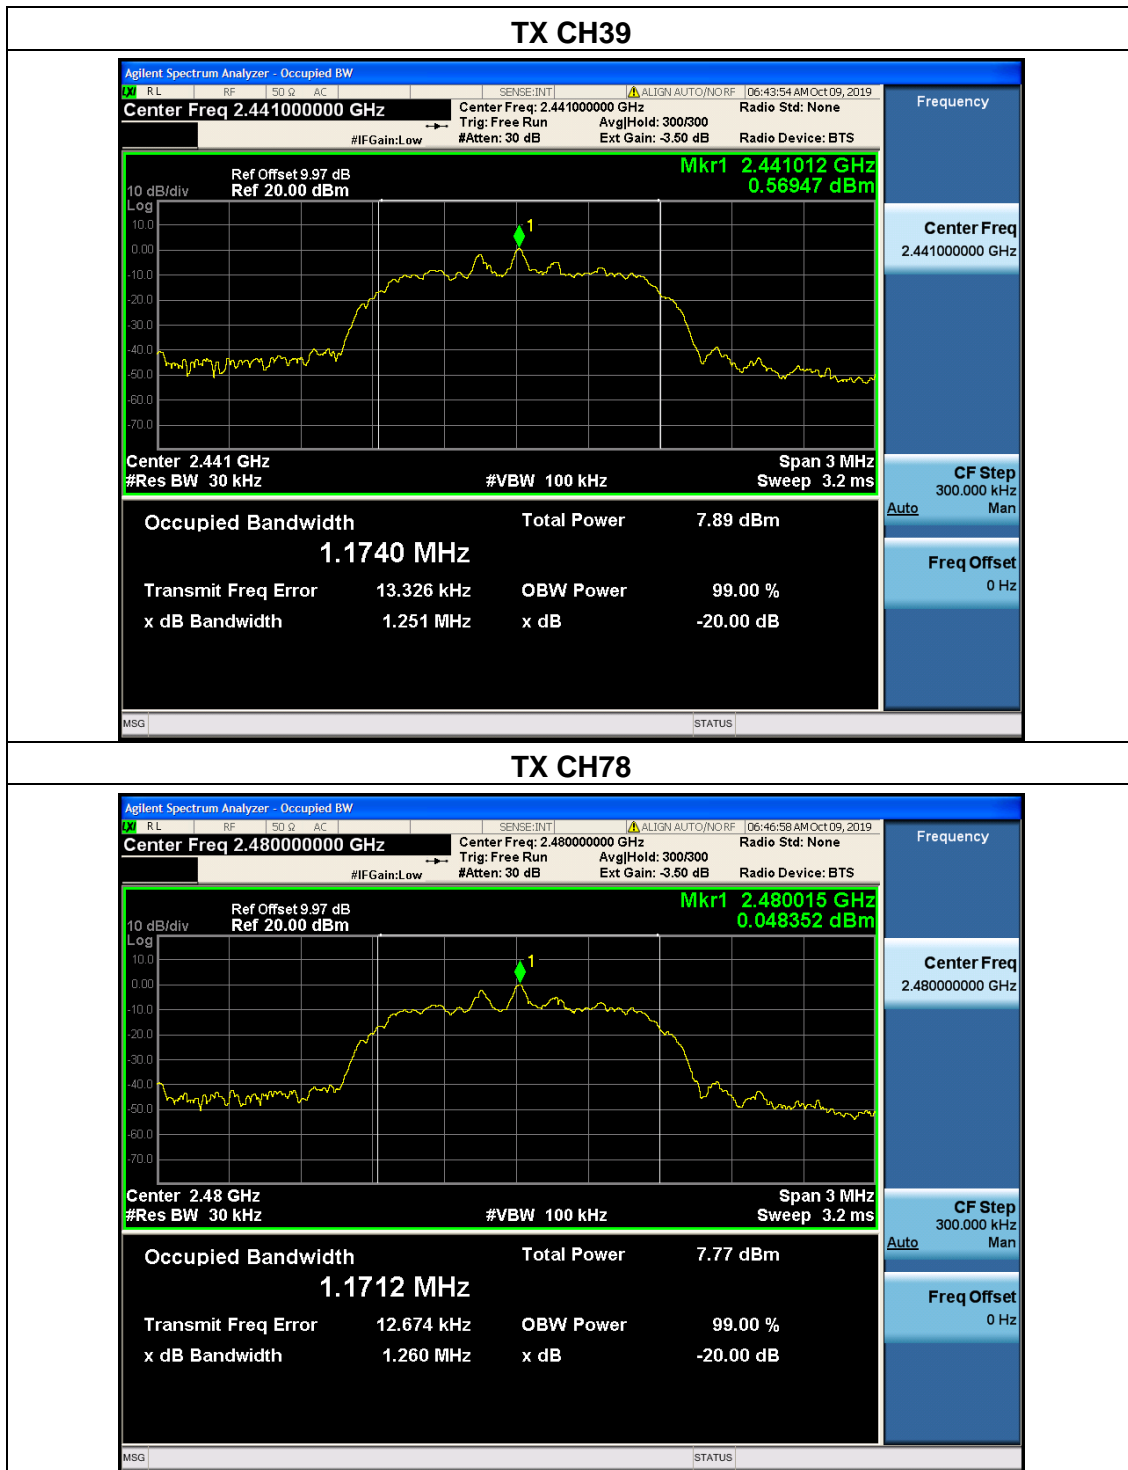 TX CH39
Agilent Spectrum Analyzer - Occupied BW
LXI RL RF 50 Ω AC SENSE:INT ALIGN AUTO/NO RF 06:43:54 AM Oct 09, 2019
Center Freq 2.441000000 GHz Center Freq: 2.441000000 GHz Radio Std: None
Trig: Free Run Avg|Hold: 300/300
#IFGain:Low #Atten: 30 dB Ext Gain: -3.50 dB Radio Device: BTS
Frequency
Mkr1 2.441012 GHz
0.56947 dBm
Ref Offset 9.97 dB
10 dB/div Ref 20.00 dBm
Log
10.0
0.00
-10.0
-20.0
-30.0
-40.0
-50.0
-60.0
-70.0
1
Center Freq
2.441000000 GHz
Center 2.441 GHz Span 3 MHz
#Res BW 30 kHz #VBW 100 kHz Sweep 3.2 ms
CF Step
300.000 kHz
Auto Man
Occupied Bandwidth Total Power 7.89 dBm
1.1740 MHz
Freq Offset
0 Hz
Transmit Freq Error 13.326 kHz OBW Power 99.00 %
x dB Bandwidth 1.251 MHz x dB -20.00 dB
MSG STATUS
TX CH78
Agilent Spectrum Analyzer - Occupied BW
LXI RL RF 50 Ω AC SENSE:INT ALIGN AUTO/NO RF 06:46:58 AM Oct 09, 2019
Center Freq 2.480000000 GHz Center Freq: 2.480000000 GHz Radio Std: None
Trig: Free Run Avg|Hold: 300/300
#IFGain:Low #Atten: 30 dB Ext Gain: -3.50 dB Radio Device: BTS
Frequency
Mkr1 2.480015 GHz
0.048352 dBm
Ref Offset 9.97 dB
10 dB/div Ref 20.00 dBm
Log
10.0
0.00
-10.0
-20.0
-30.0
-40.0
-50.0
-60.0
-70.0
1
Center Freq
2.480000000 GHz
Center 2.48 GHz Span 3 MHz
#Res BW 30 kHz #VBW 100 kHz Sweep 3.2 ms
CF Step
300.000 kHz
Auto Man
Occupied Bandwidth Total Power 7.77 dBm
1.1712 MHz
Freq Offset
0 Hz
Transmit Freq Error 12.674 kHz OBW Power 99.00 %
x dB Bandwidth 1.260 MHz x dB -20.00 dB
MSG STATUS